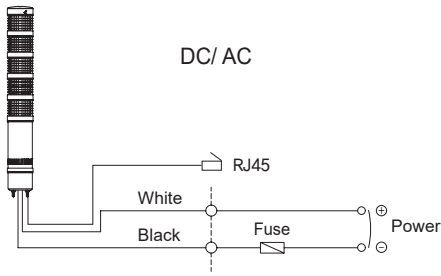 DC/ AC
RJ45
White
⊕
Fuse
Power
Black
⊖